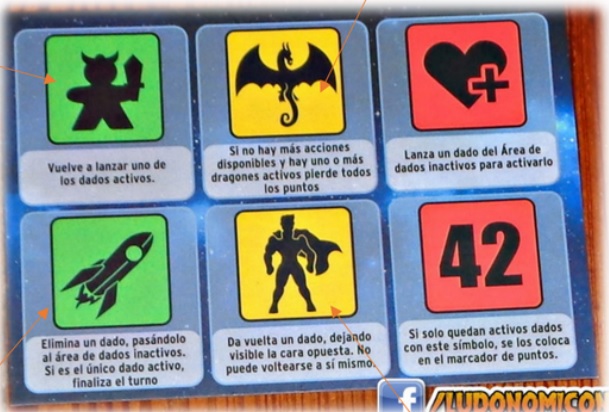 Vuelve a lanzar uno de
los dados activos.
Si no hay más acciones
disponibles y hay uno o más
dragones activos pierde todos
los puntos
Lanza un dado del Área de
dados inactivos para activarlo
Elimina un dado, pasándolo
al área de dados inactivos.
Si es el único dado activo,
finaliza el turno
Da vuelta un dado, dejando
visible la cara opuesta. No
puede voltearse a sí mismo
42
Si solo quedan activos dados
con este símbolo, se los coloca
en el marcador de puntos.
f